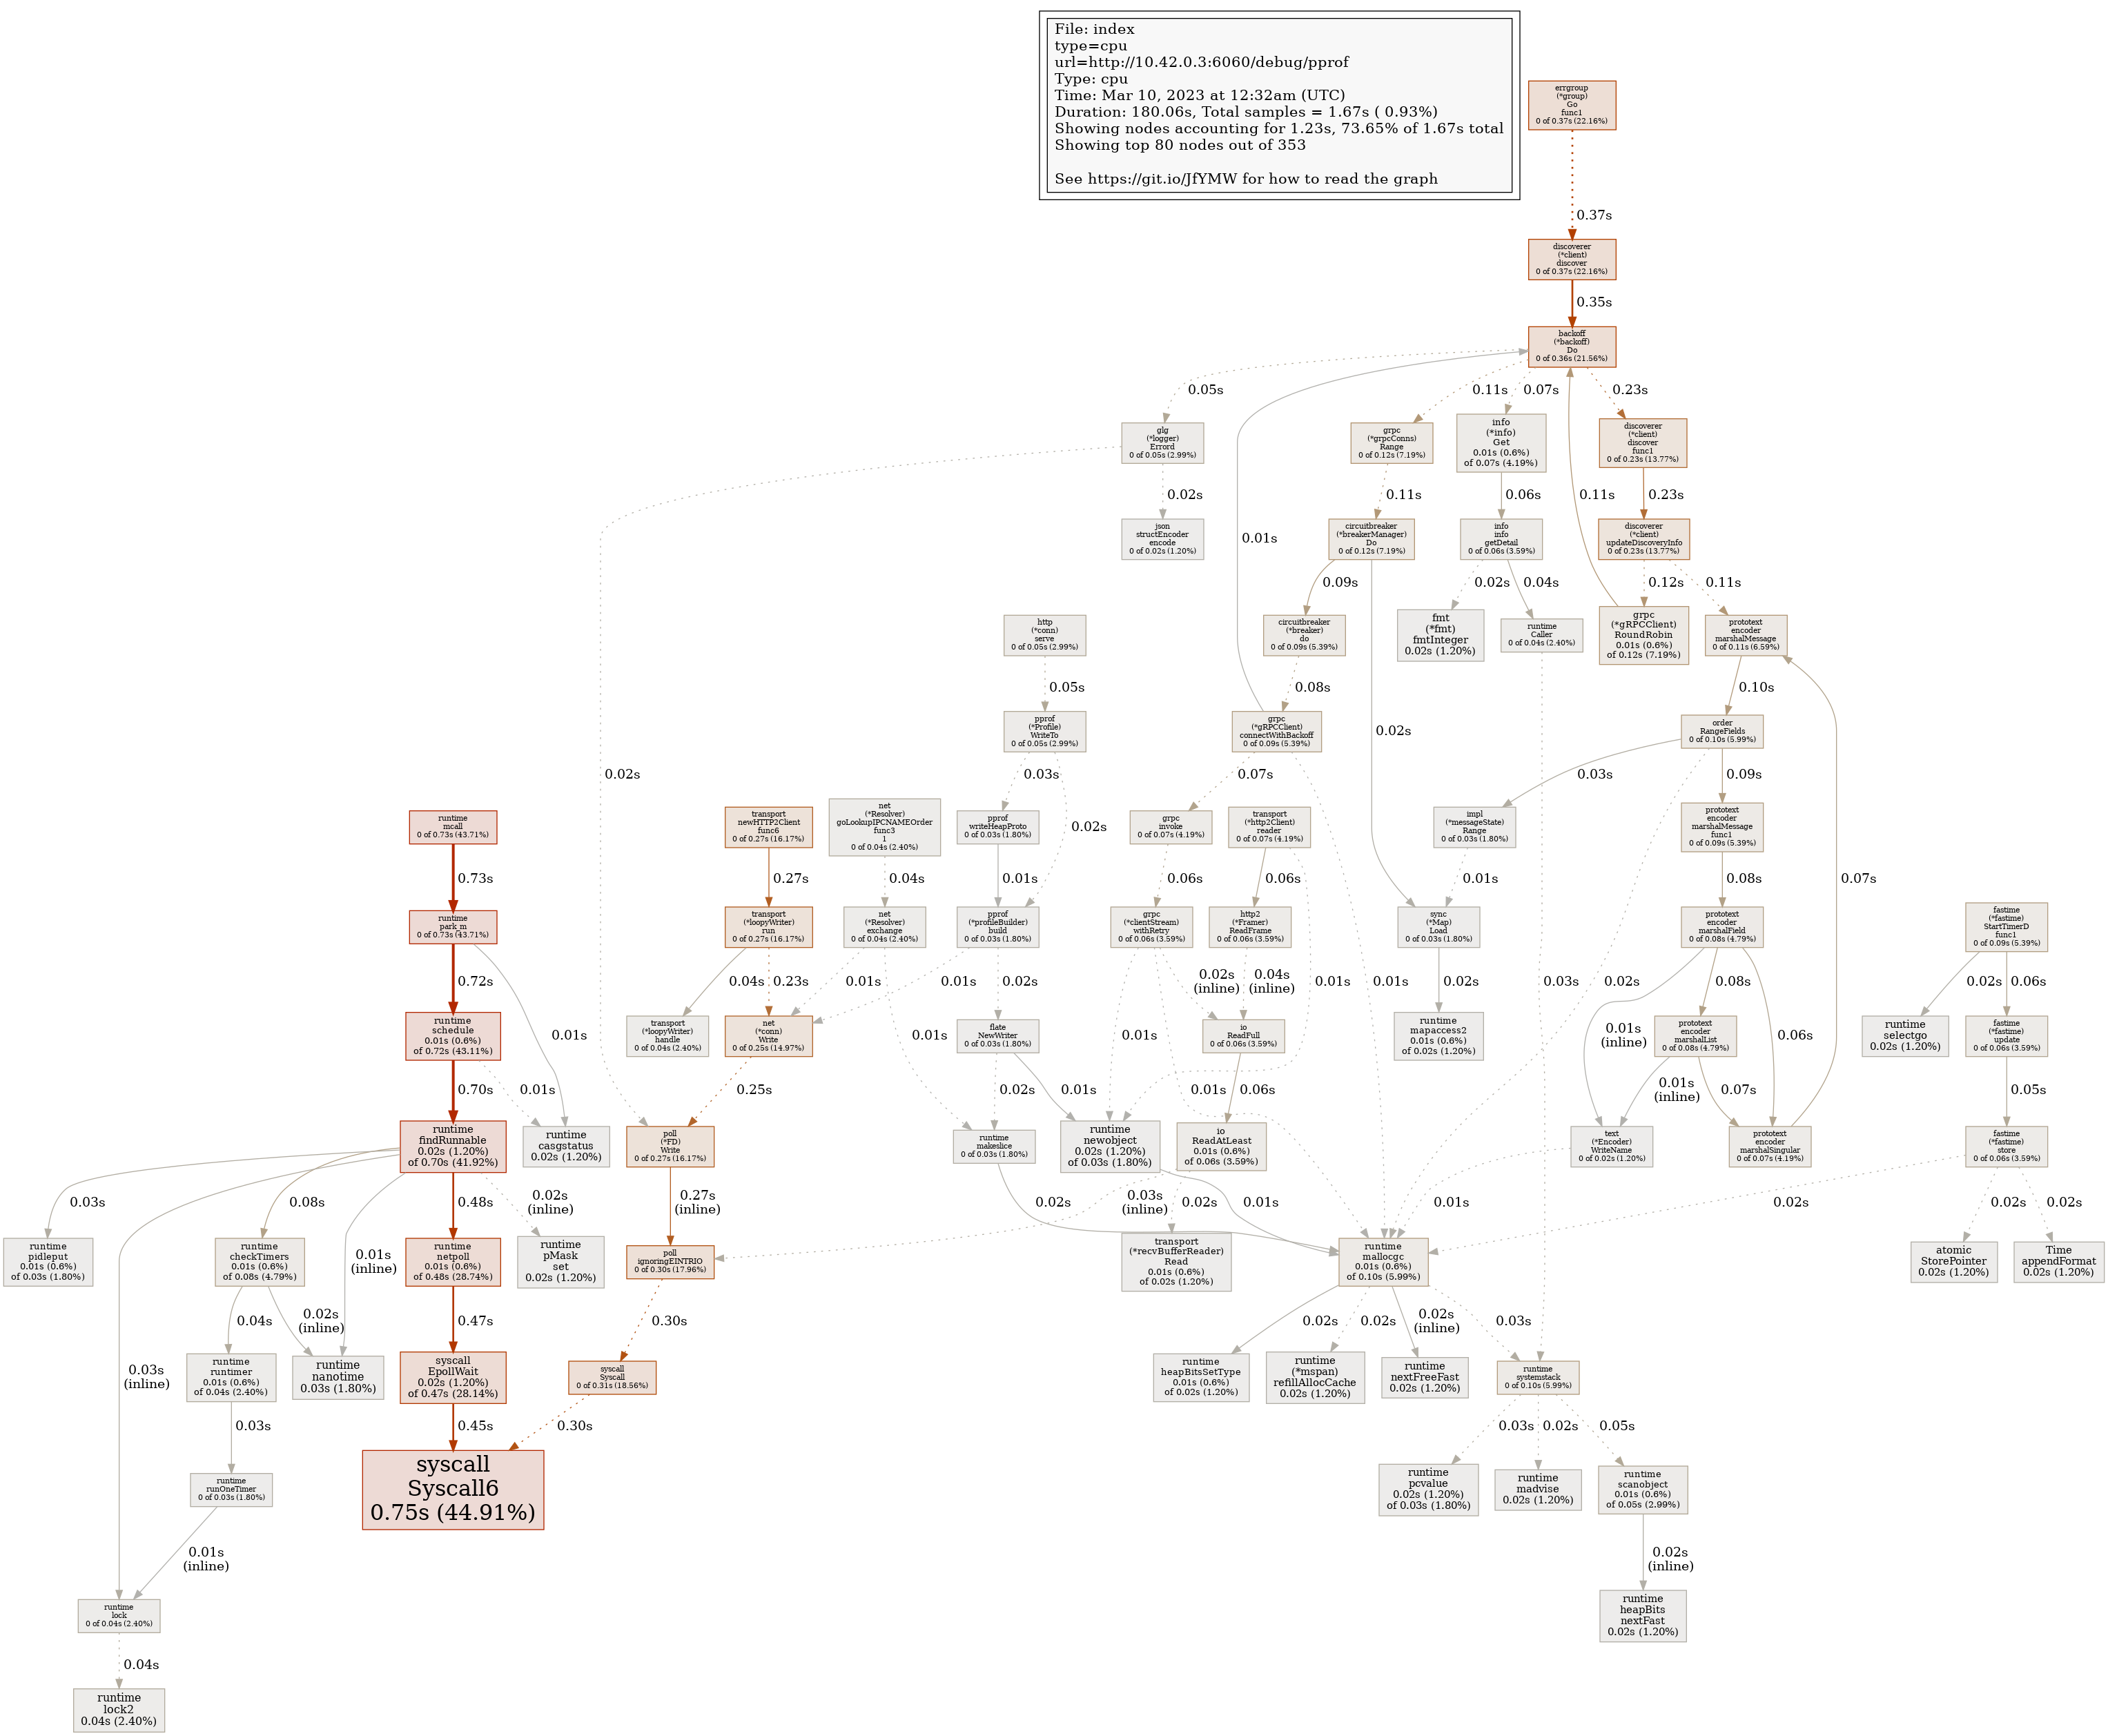 File: index
type=cpu
url=http://10.42.0.3:6060/debug/pprof
Type: cpu
Time: Mar 10, 2023 at 12:32am (UTC)
Duration: 180.06s, Total samples = 1.67s ( 0.93%)
Showing nodes accounting for 1.23s, 73.65% of 1.67s total
Showing top 80 nodes out of 353
See https://git.io/JfYMW for how to read the graph
errgroup
(*group)
Go
func1
0 of 0.37s (22.16%)
0.37s
discoverer
(*client)
discover
0 of 0.37s (22.16%)
0.35s
backoff
(*backoff)
Do
0 of 0.36s (21.56%)
0.05s
0.11s
0.07s
0.23s
glg
(*logger)
Errord
0 of 0.05s (2.99%)
grpc
(*grpcConns)
Range
0 of 0.12s (7.19%)
info
(*info)
Get
0.01s (0.6%)
of 0.07s (4.19%)
discoverer
(*client)
discover
func1
0 of 0.23s (13.77%)
0.02s
0.11s
0.06s
0.11s
0.23s
0.01s
json
structEncoder
encode
0 of 0.02s (1.20%)
circuitbreaker
(*breakerManager)
Do
0 of 0.12s (7.19%)
info
info
getDetail
0 of 0.06s (3.59%)
discoverer
(*client)
updateDiscoveryInfo
0 of 0.23s (13.77%)
0.09s
0.02s
0.04s
0.12s
0.11s
http
(*conn)
serve
0 of 0.05s (2.99%)
circuitbreaker
(*breaker)
do
0 of 0.09s (5.39%)
fmt
(*fmt)
fmtInteger
0.02s (1.20%)
runtime
Caller
0 of 0.04s (2.40%)
grpc
(*gRPCClient)
RoundRobin
0.01s (0.6%)
of 0.12s (7.19%)
prototext
encoder
marshalMessage
0 of 0.11s (6.59%)
0.05s
0.08s
0.10s
pprof
(*Profile)
WriteTo
0 of 0.05s (2.99%)
grpc
(*gRPCClient)
connectWithBackoff
0 of 0.09s (5.39%)
0.02s
order
RangeFields
0 of 0.10s (5.99%)
0.02s
0.03s
0.07s
0.03s
0.09s
runtime
mcall
0 of 0.73s (43.71%)
transport
newHTTP2Client
func6
0 of 0.27s (16.17%)
net
(*Resolver)
goLookupIPCNAMEOrder
func3
1
0 of 0.04s (2.40%)
pprof
writeHeapProto
0 of 0.03s (1.80%)
0.02s
grpc
invoke
0 of 0.07s (4.19%)
transport
(*http2Client)
reader
0 of 0.07s (4.19%)
impl
(*messageState)
Range
0 of 0.03s (1.80%)
prototext
encoder
marshalMessage
func1
0 of 0.09s (5.39%)
0.73s
0.27s
0.04s
0.01s
0.06s
0.06s
0.01s
0.08s
0.07s
runtime
park_m
0 of 0.73s (43.71%)
transport
(*loopyWriter)
run
0 of 0.27s (16.17%)
net
(*Resolver)
exchange
0 of 0.04s (2.40%)
pprof
(*profileBuilder)
build
0 of 0.03s (1.80%)
grpc
(*clientStream)
withRetry
0 of 0.06s (3.59%)
http2
(*Framer)
ReadFrame
0 of 0.06s (3.59%)
sync
(*Map)
Load
0 of 0.03s (1.80%)
prototext
encoder
marshalField
0 of 0.08s (4.79%)
fastime
(*fastime)
StartTimerD
func1
0 of 0.09s (5.39%)
0.72s
0.04s
0.23s
0.01s
0.01s
0.02s
0.02s
(inline)
0.04s
(inline)
0.01s
0.01s
0.02s
0.03s
0.02s
0.08s
0.02s
0.06s
runtime
schedule
0.01s (0.6%)
of 0.72s (43.11%)
0.01s
transport
(*loopyWriter)
handle
0 of 0.04s (2.40%)
net
(*conn)
Write
0 of 0.25s (14.97%)
0.01s
flate
NewWriter
0 of 0.03s (1.80%)
0.01s
io
ReadFull
0 of 0.06s (3.59%)
runtime
mapaccess2
0.01s (0.6%)
of 0.02s (1.20%)
0.01s
(inline)
prototext
encoder
marshalList
0 of 0.08s (4.79%)
0.06s
runtime
selectgo
0.02s (1.20%)
fastime
(*fastime)
update
0 of 0.06s (3.59%)
0.70s
0.01s
0.25s
0.02s
0.01s
0.01s
0.06s
0.01s
(inline)
0.07s
0.05s
runtime
findRunnable
0.02s (1.20%)
of 0.70s (41.92%)
runtime
casgstatus
0.02s (1.20%)
poll
(*FD)
Write
0 of 0.27s (16.17%)
runtime
makeslice
0 of 0.03s (1.80%)
runtime
newobject
0.02s (1.20%)
of 0.03s (1.80%)
io
ReadAtLeast
0.01s (0.6%)
of 0.06s (3.59%)
text
(*Encoder)
WriteName
0 of 0.02s (1.20%)
prototext
encoder
marshalSingular
0 of 0.07s (4.19%)
fastime
(*fastime)
store
0 of 0.06s (3.59%)
0.03s
0.08s
0.48s
0.02s
(inline)
0.27s
(inline)
0.02s
0.03s
(inline)
0.02s
0.01s
0.01s
0.02s
0.02s
0.02s
runtime
pidleput
0.01s (0.6%)
of 0.03s (1.80%)
runtime
checkTimers
0.01s (0.6%)
of 0.08s (4.79%)
0.01s
(inline)
runtime
netpoll
0.01s (0.6%)
of 0.48s (28.74%)
runtime
pMask
set
0.02s (1.20%)
poll
ignoringEINTRIO
0 of 0.30s (17.96%)
transport
(*recvBufferReader)
Read
0.01s (0.6%)
of 0.02s (1.20%)
runtime
mallocgc
0.01s (0.6%)
of 0.10s (5.99%)
atomic
StorePointer
0.02s (1.20%)
Time
appendFormat
0.02s (1.20%)
0.03s
(inline)
0.04s
0.02s
(inline)
0.47s
0.30s
0.02s
0.02s
0.02s
(inline)
0.03s
runtime
runtimer
0.01s (0.6%)
of 0.04s (2.40%)
runtime
nanotime
0.03s (1.80%)
syscall
EpollWait
0.02s (1.20%)
of 0.47s (28.14%)
syscall
Syscall
0 of 0.31s (18.56%)
runtime
heapBitsSetType
0.01s (0.6%)
of 0.02s (1.20%)
runtime
(*mspan)
refillAllocCache
0.02s (1.20%)
runtime
nextFreeFast
0.02s (1.20%)
runtime
systemstack
0 of 0.10s (5.99%)
0.03s
0.45s
0.30s
0.03s
0.02s
0.05s
runtime
runOneTimer
0 of 0.03s (1.80%)
syscall
Syscall6
0.75s (44.91%)
runtime
pcvalue
0.02s (1.20%)
of 0.03s (1.80%)
runtime
madvise
0.02s (1.20%)
runtime
scanobject
0.01s (0.6%)
of 0.05s (2.99%)
0.01s
(inline)
0.02s
(inline)
runtime
lock
0 of 0.04s (2.40%)
runtime
heapBits
nextFast
0.02s (1.20%)
0.04s
runtime
lock2
0.04s (2.40%)